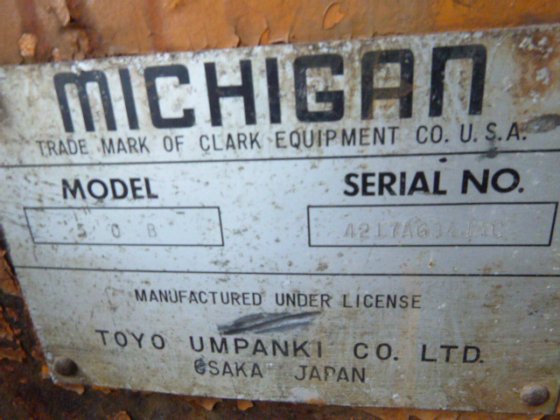 MICHIGAN
TRADE MARK OF CLARK EQUIPMENT CO. U.S.A.
MODEL
SERIAL NO.
MANUFACTURED UNDER LICENSE
TOYO UMPANKI CO. LTD.
OSAKA JAPAN